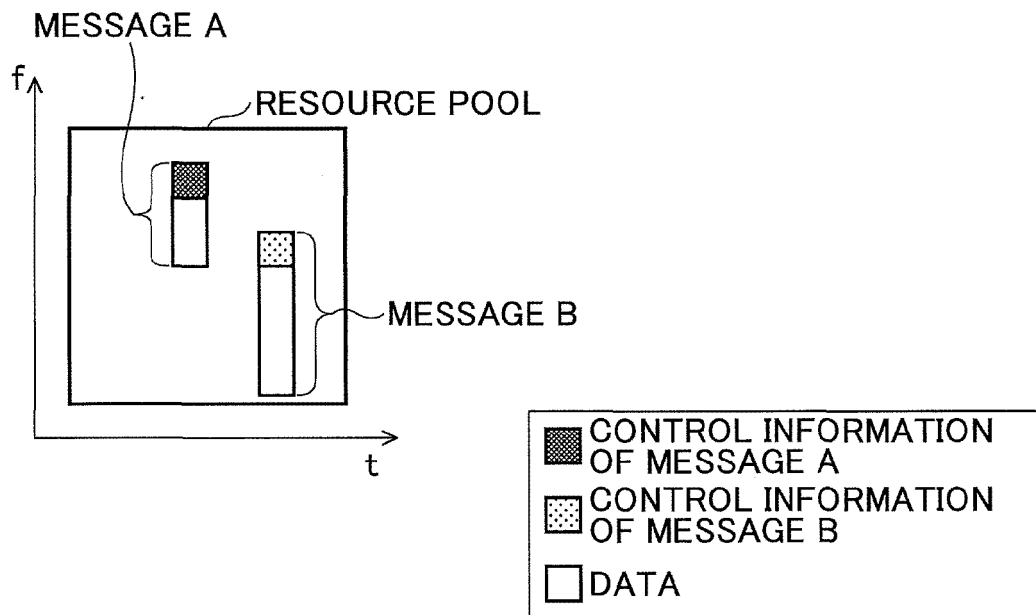 MESSAGE A
f
RESOURCE POOL
MESSAGE B
t
CONTROL INFORMATION
OF MESSAGE A
CONTROL INFORMATION
OF MESSAGE B
DATA